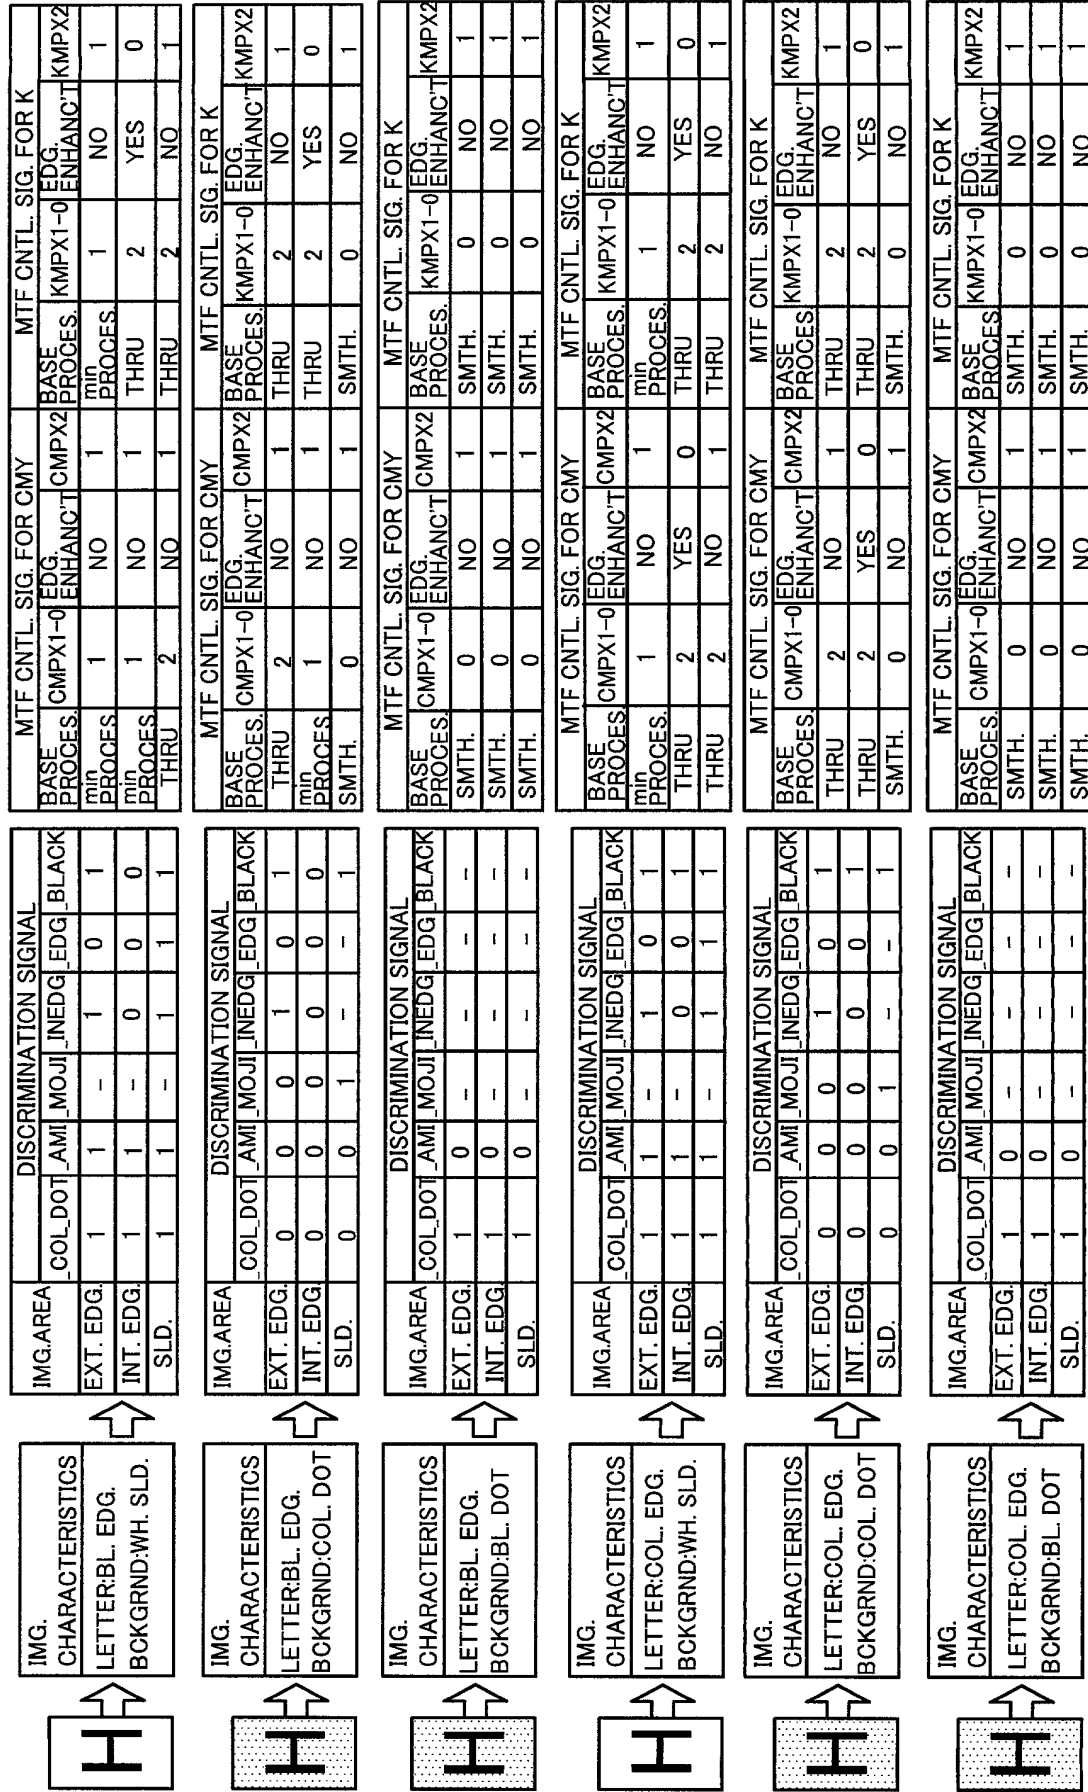 H
IMG. CHARACTERISTICS
LETTER:BL. EDG.
BCKGRND:WH. SLD.
IMG.AREA DISCRIMINATION SIGNAL
_COL_DOT _AMI _MOJI _INEDG _EDG _BLACK
EXT. EDG. 1 1 - 1 0 1
INT. EDG. 1 1 - 0 0 0
SLD. 1 1 - 1 1 1
MTF CNTL. SIG. FOR CMY MTF CNTL. SIG. FOR K
BASE PROCES. CMPX1-0 EDG. ENHANC'T CMPX2 BASE PROCES. KMPX1-0 EDG. ENHANC'T KMPX2
min PROCES. 1 NO 1 min PROCES. 1 NO 1
min PROCES. 1 NO 1 THRU 2 YES 0
THRU 2 NO 1 THRU 2 NO 1
H
IMG. CHARACTERISTICS
LETTER:BL. EDG.
BCKGRND:COL. DOT
IMG.AREA DISCRIMINATION SIGNAL
_COL_DOT _AMI _MOJI _INEDG _EDG _BLACK
EXT. EDG. 0 0 0 1 0 1
INT. EDG. 0 0 0 0 0 0
SLD. 0 0 1 - - 1
MTF CNTL. SIG. FOR CMY MTF CNTL. SIG. FOR K
BASE PROCES. CMPX1-0 EDG. ENHANC'T CMPX2 BASE PROCES. KMPX1-0 EDG. ENHANC'T KMPX2
THRU 2 NO 1 THRU 2 NO 1
min PROCES 1 NO 1 THRU 2 YES 0
SMTH. 0 NO 1 SMTH. 0 NO 1
H
IMG. CHARACTERISTICS
LETTER:BL. EDG.
BCKGRND:BL. DOT
IMG.AREA DISCRIMINATION SIGNAL
_COL_DOT _AMI _MOJI _INEDG _EDG _BLACK
EXT. EDG. 1 0 - - - -
INT. EDG. 1 0 - - - -
SLD. 1 0 - - - -
MTF CNTL. SIG. FOR CMY MTF CNTL. SIG. FOR K
BASE PROCES. CMPX1-0 EDG. ENHANC'T CMPX2 BASE PROCES. KMPX1-0 EDG. ENHANC'T KMPX2
SMTH. 0 NO 1 SMTH. 0 NO 1
SMTH. 0 NO 1 SMTH. 0 NO 1
SMTH. 0 NO 1 SMTH. 0 NO 1
H
IMG. CHARACTERISTICS
LETTER:COL. EDG.
BCKGRND:WH. SLD.
IMG.AREA DISCRIMINATION SIGNAL
_COL_DOT _AMI _MOJI _INEDG _EDG _BLACK
EXT. EDG. 1 1 - 1 0 1
INT. EDG. 1 1 - 0 0 1
SLD. 1 1 - 1 1 1
MTF CNTL. SIG. FOR CMY MTF CNTL. SIG. FOR K
BASE PROCES. CMPX1-0 EDG. ENHANC'T CMPX2 BASE PROCES. KMPX1-0 EDG. ENHANC'T KMPX2
min PROCES. 1 NO 1 min PROCES. 1 NO 1
THRU 2 YES 0 THRU 2 YES 0
THRU 2 NO 1 THRU 2 NO 1
H
IMG. CHARACTERISTICS
LETTER:COL. EDG.
BCKGRND:COL. DOT
IMG.AREA DISCRIMINATION SIGNAL
_COL_DOT _AMI _MOJI _INEDG _EDG _BLACK
EXT. EDG. 0 0 0 1 0 1
INT. EDG. 0 0 0 0 0 1
SLD. 0 0 1 - - 1
MTF CNTL. SIG. FOR CMY MTF CNTL. SIG. FOR K
BASE PROCES. CMPX1-0 EDG. ENHANC'T CMPX2 BASE PROCES. KMPX1-0 EDG. ENHANC'T KMPX2
THRU 2 NO 1 THRU 2 NO 1
THRU 2 YES 0 THRU 2 YES 0
SMTH. 0 NO 1 SMTH. 0 NO 1
H
IMG. CHARACTERISTICS
LETTER:COL. EDG.
BCKGRND:BL. DOT
IMG.AREA DISCRIMINATION SIGNAL
_COL_DOT _AMI _MOJI _INEDG _EDG _BLACK
EXT. EDG. 1 0 - - - -
INT. EDG. 1 0 - - - -
SLD. 1 0 - - - -
MTF CNTL. SIG. FOR CMY MTF CNTL. SIG. FOR K
BASE PROCES. CMPX1-0 EDG. ENHANC'T CMPX2 BASE PROCES. KMPX1-0 EDG. ENHANC'T KMPX2
SMTH. 0 NO 1 SMTH. 0 NO 1
SMTH. 0 NO 1 SMTH. 0 NO 1
SMTH. 0 NO 1 SMTH. 0 NO 1